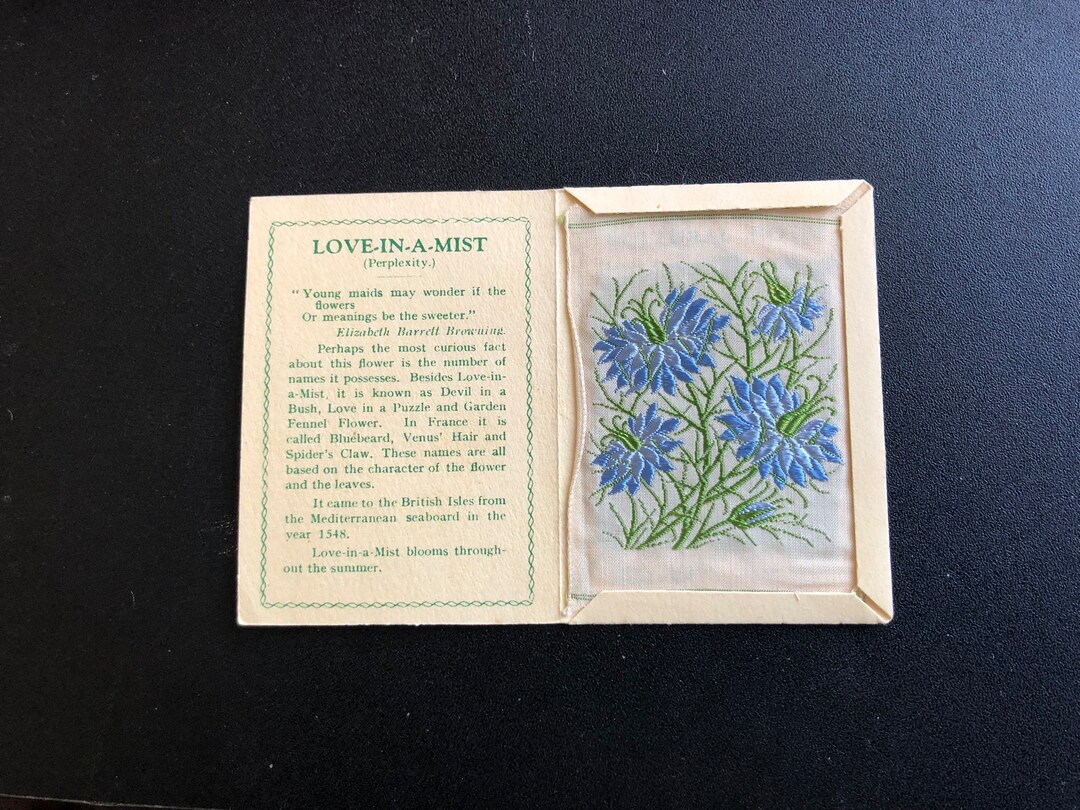 LOVE-IN-A-MIST
(Perplexity.)
"Young maids may wonder if the
flowers
Or meanings be the sweeter."
Elizabeth Barrett Browning.
Perhaps the most curious fact
about this flower is the number of
names it possesses. Besides Love-in-
a-Mist, it is known as Devil in a
Bush, Love in a Puzzle and Garden
Fennel Flower. In France it is
called Bluebeard, Venus' Hair and
Spider's Claw. These names are all
based on the character of the flower
and the leaves.
It came to the British Isles from
the Mediterranean seaboard in the
year 1548.
Love-in-a-Mist blooms through-
out the summer.